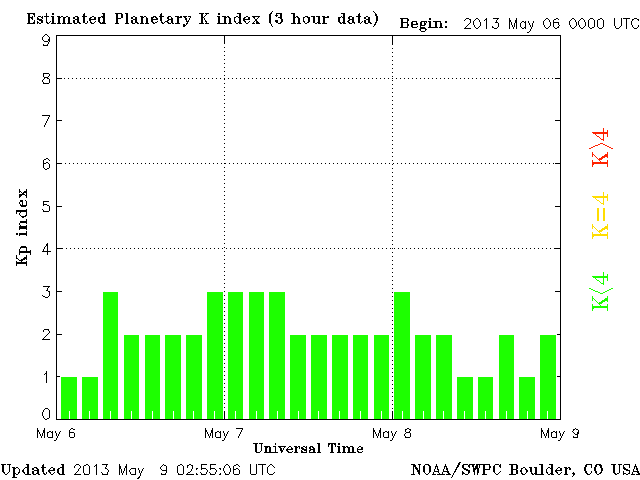 Estimated Planetary K index (3 hour data) Begin: 2013 May 06 0000 UTC
9
8
7
6
5
4
3
2
1
0
Kp index
K>4
K=4
K<4
May 6 May 7 May 8 May 9
Universal Time
Updated 2013 May 9 02:55:06 UTC NOAA/SWPC Boulder, CO USA